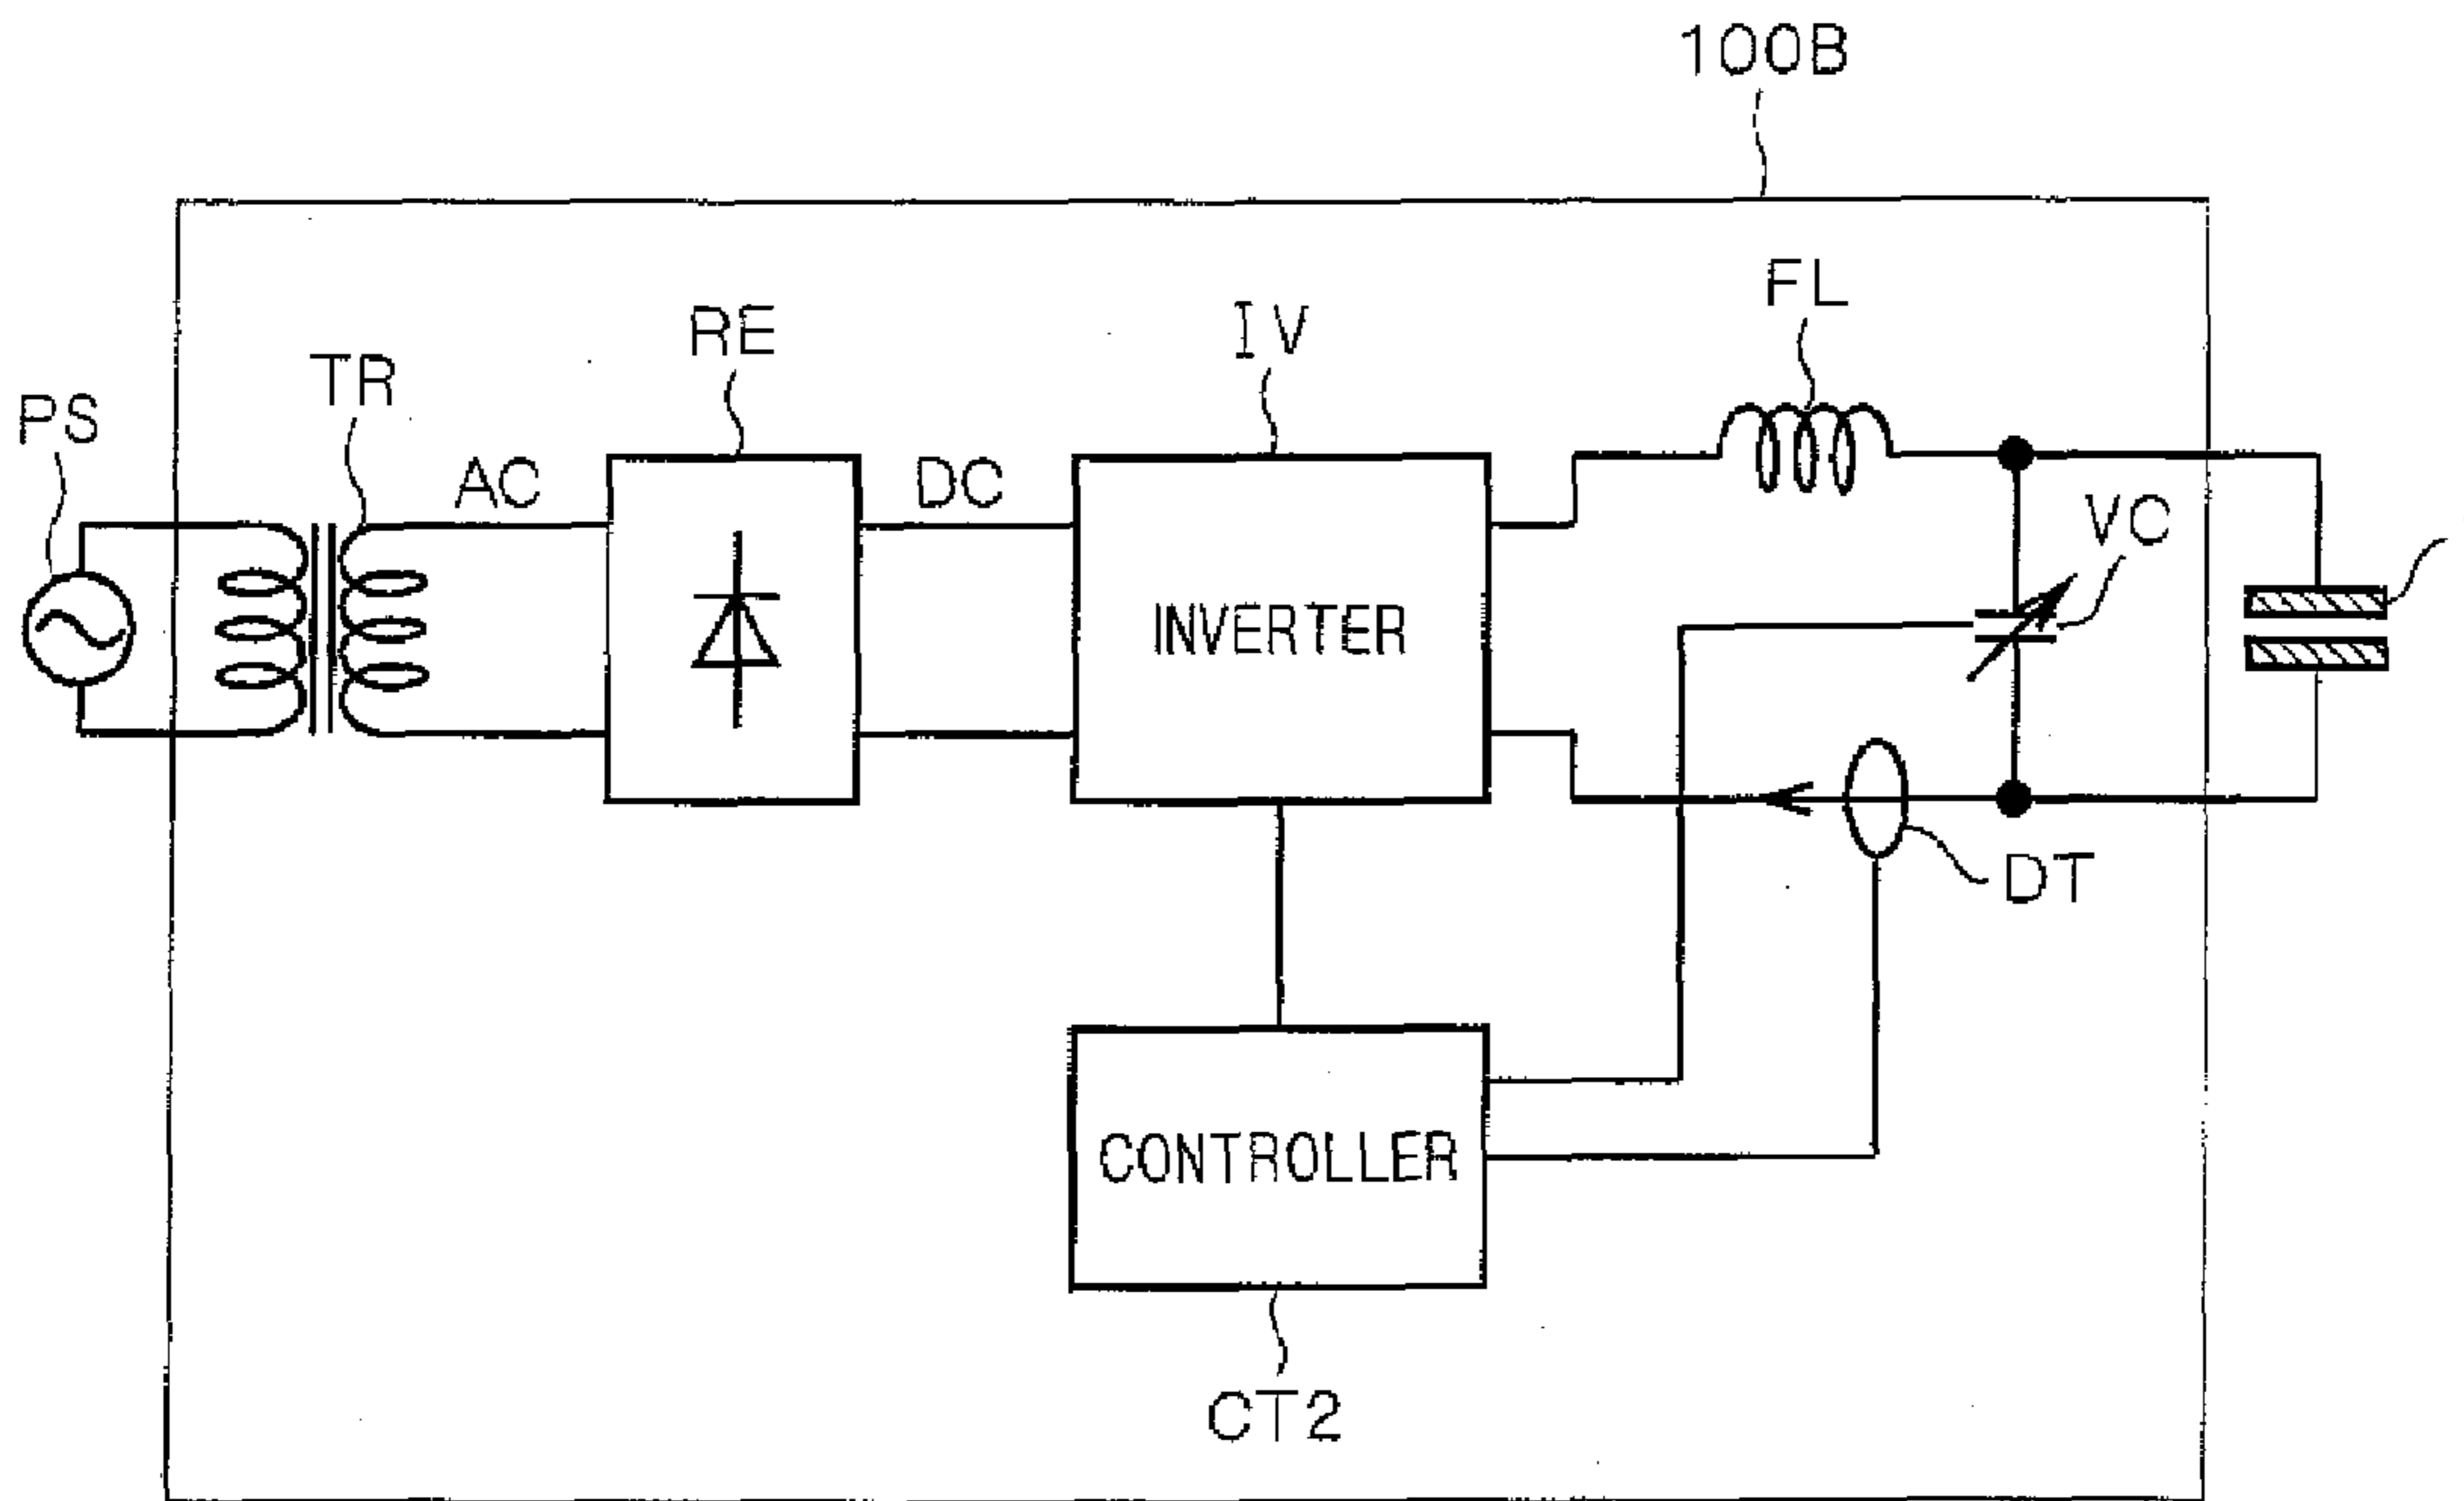 100B
FL
RE
IV
TR
PS
AC
DC
VC
INVERTER
DT
CONTROLLER
CT2